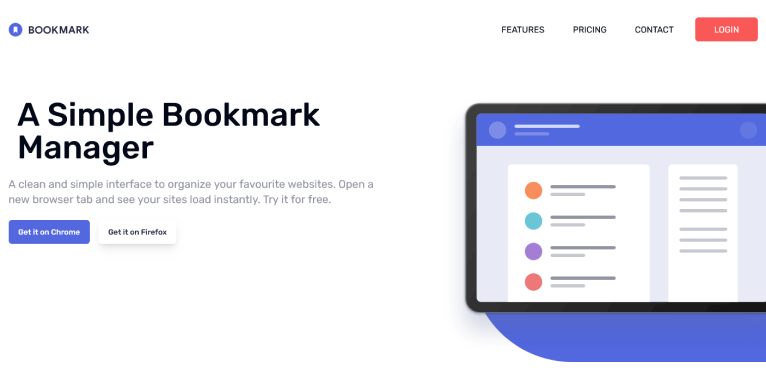 BOOKMARK
FEATURES
PRICING
CONTACT
LOGIN
A Simple Bookmark
Manager
A clean and simple interface to organize your favourite websites. Open a
new browser tab and see your sites load instantly. Try it for free.
Get it on Chrome
Get it on Firefox